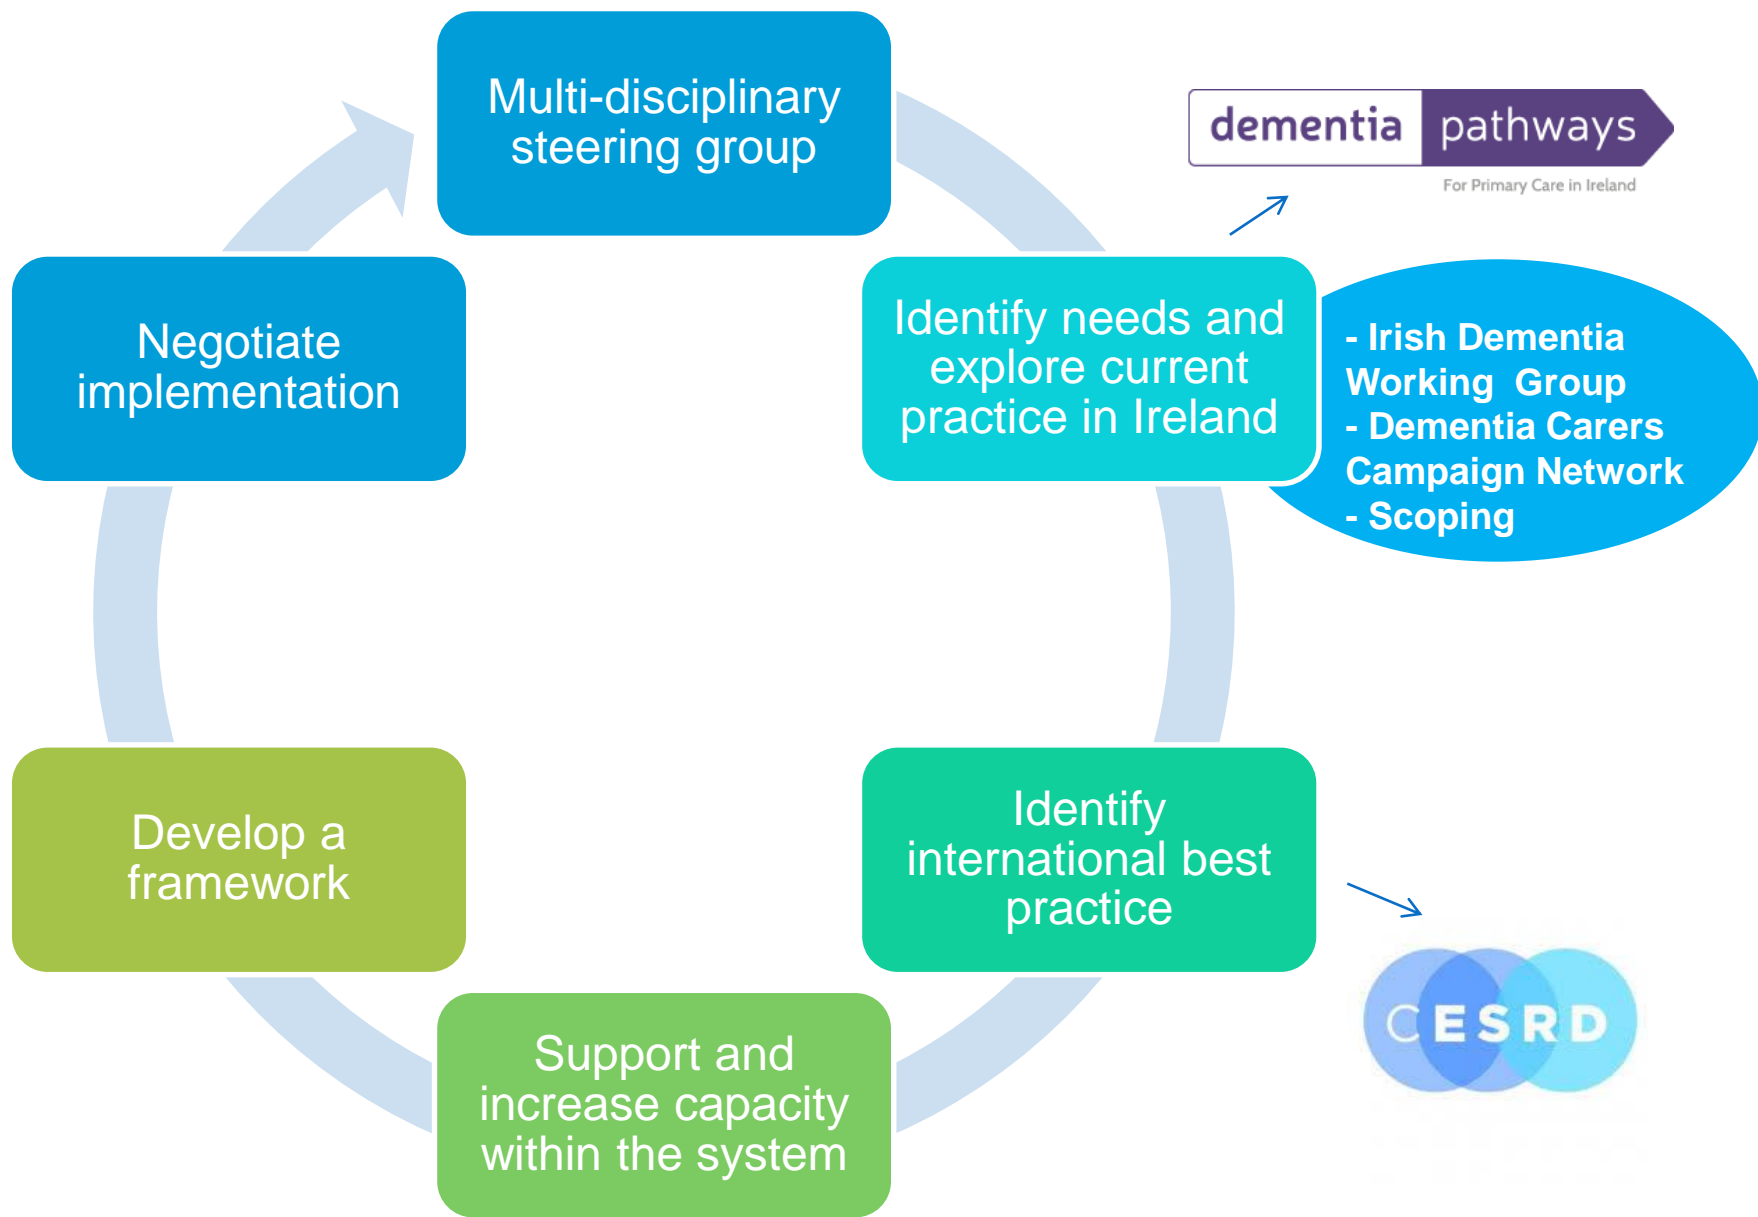 Multi-disciplinary
steering group
dementia pathways
For Primary Care in Ireland
Identify needs and
explore current
practice in Ireland
- Irish Dementia
Working Group
- Dementia Carers
Campaign Network
- Scoping
Identify
international best
practice
CESRD
Support and
increase capacity
within the system
Develop a
framework
Negotiate
implementation